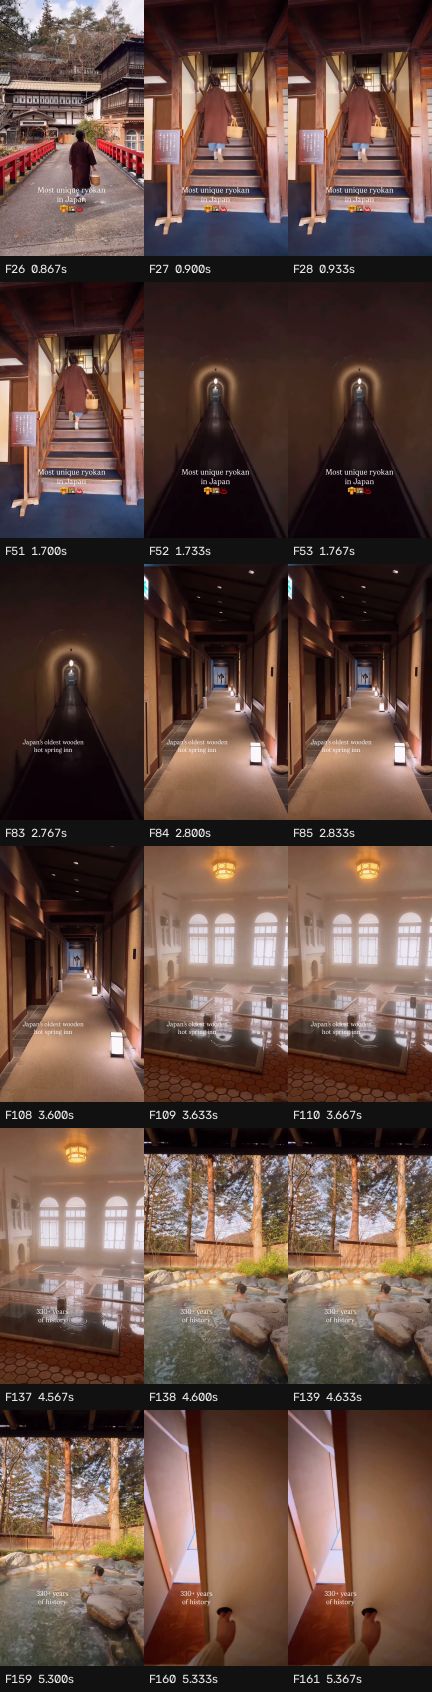 Most unique ryokan
in Japan
Most unique ryokan
in Japan
Most unique ryokan
in Japan
F26 0.867s
F27 0.900s
F28 0.933s
Most unique ryokan
in Japan
Most unique ryokan
in Japan
Most unique ryokan
in Japan
F51 1.700s
F52 1.733s
F53 1.767s
Japan's oldest wooden
hot spring inn
Japan's oldest wooden
hot spring inn
Japan's oldest wooden
hot spring inn
F83 2.767s
F84 2.800s
F85 2.833s
Japan's oldest wooden
hot spring inn
Japan's oldest wooden
hot spring inn
Japan's oldest wooden
hot spring inn
F108 3.600s
F109 3.633s
F110 3.667s
330+ years
of history
330+ years
of history
330+ years
of history
F137 4.567s
F138 4.600s
F139 4.633s
330+ years
of history
330+ years
of history
330+ years
of history
F159 5.300s
F160 5.333s
F161 5.367s